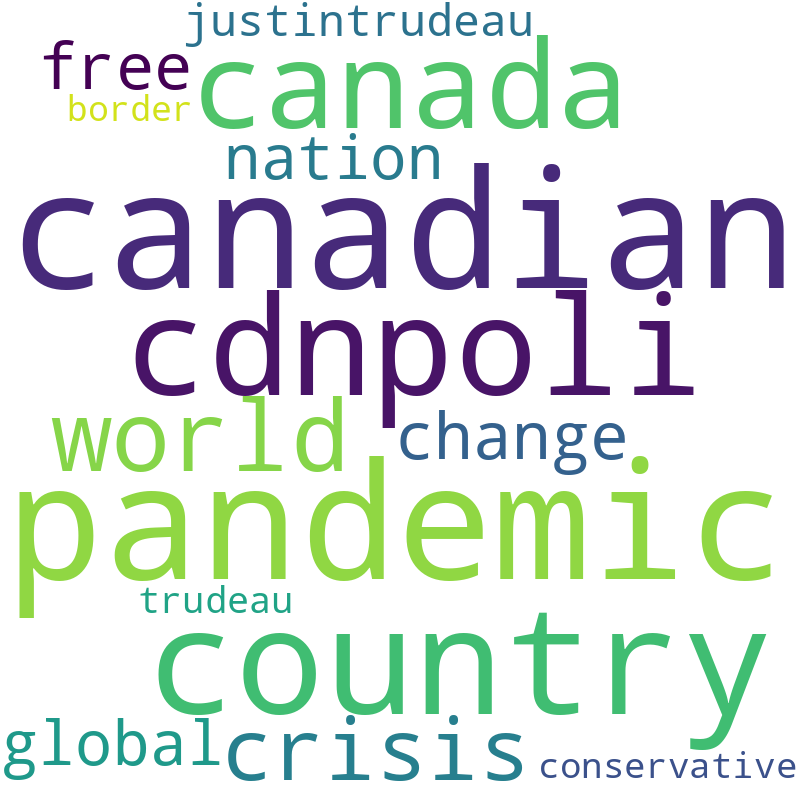 justintrudeau
free canada
border
nation
canadian
cdnpoli
world change
pandemic
trudeau
country
global crisis conservative